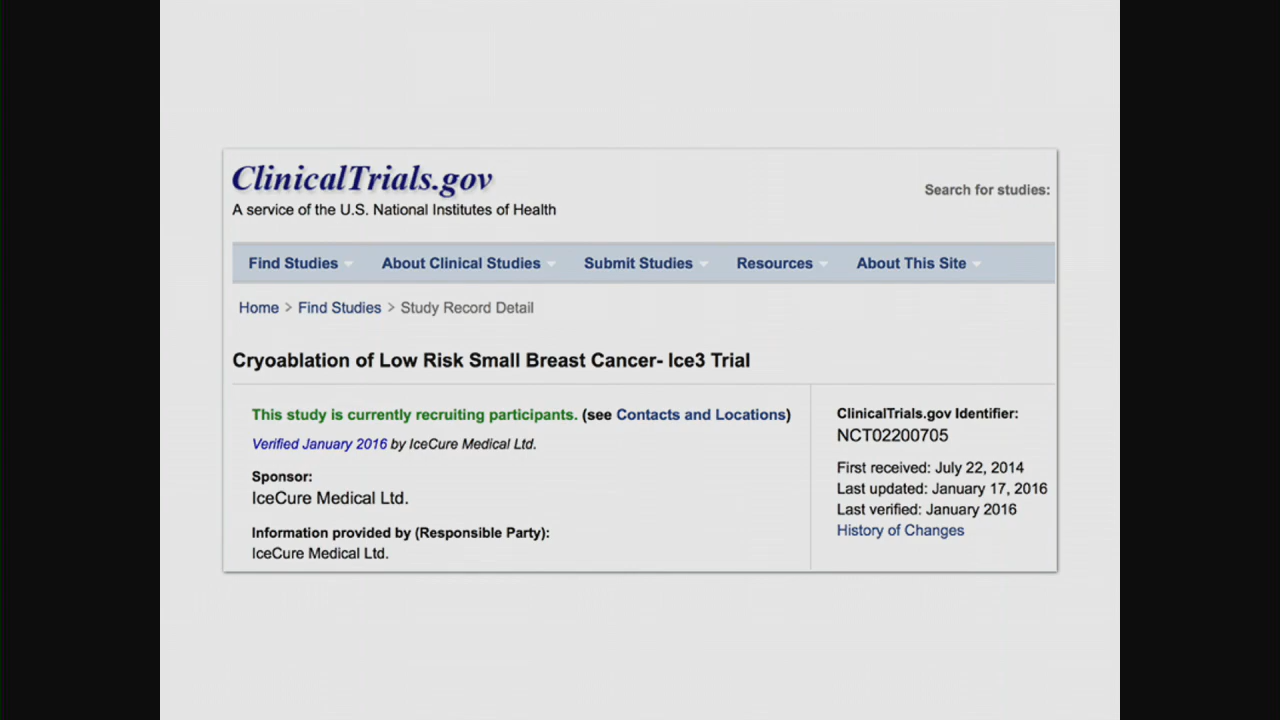 ClinicalTrials.gov
A service of the U.S. National Institutes of Health
Search for studies:
Find Studies About Clinical Studies Submit Studies Resources About This Site
Home > Find Studies > Study Record Detail
Cryoablation of Low Risk Small Breast Cancer- Ice3 Trial
This study is currently recruiting participants. (see Contacts and Locations)
Verified January 2016 by IceCure Medical Ltd.
Sponsor:
IceCure Medical Ltd.
Information provided by (Responsible Party):
IceCure Medical Ltd.
ClinicalTrials.gov Identifier:
NCT02200705
First received: July 22, 2014
Last updated: January 17, 2016
Last verified: January 2016
History of Changes